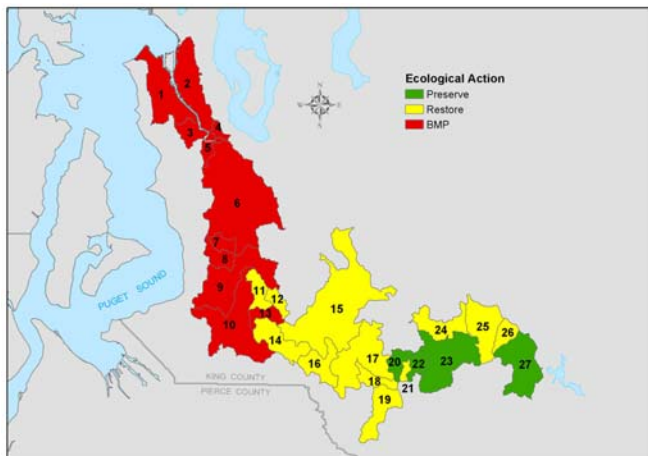 Ecological Action
Preserve
Restore
BMP
N
W E
S
1
2
3
4
5
6
7
8
9
10
11
12
13
14
15
16
17
18
19
20
21
22
23
24
25
26
27
PUGET SOUND
KING COUNTY
PIERCE COUNTY